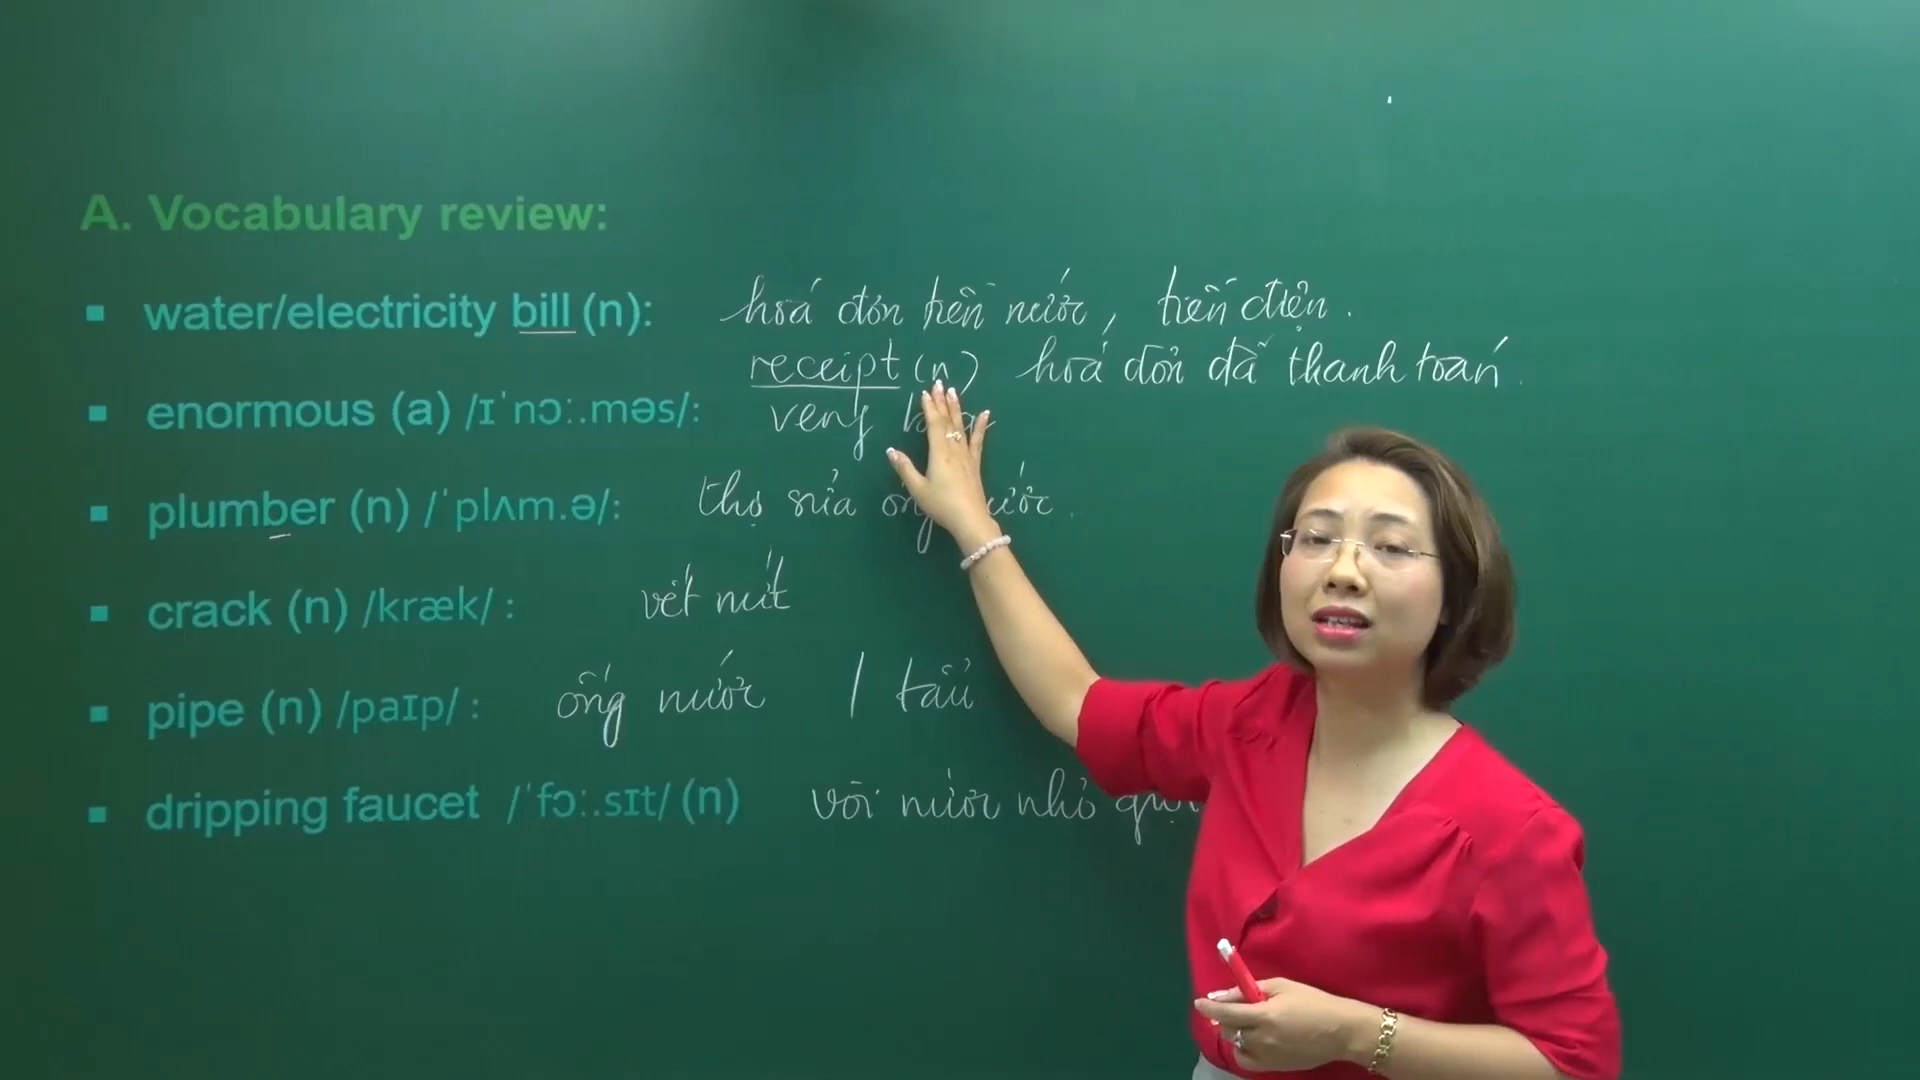 A. Vocabulary review:
▪ water/electricity bill (n): hoá đơn tiền nước, tiền điện.
receipt (n) hoá đơn đã thanh toán.
▪ enormous (a) /ɪˈnɔː.məs/: very
▪ plumber (n) /ˈplʌm.ə/: thợ sửa nước.
▪ crack (n) /kræk/ : vết nứt
▪ pipe (n) /paɪp/ : ống nước / tẩu
▪ dripping faucet /ˈfɔː.sɪt/ (n) vòi nước nhỏ